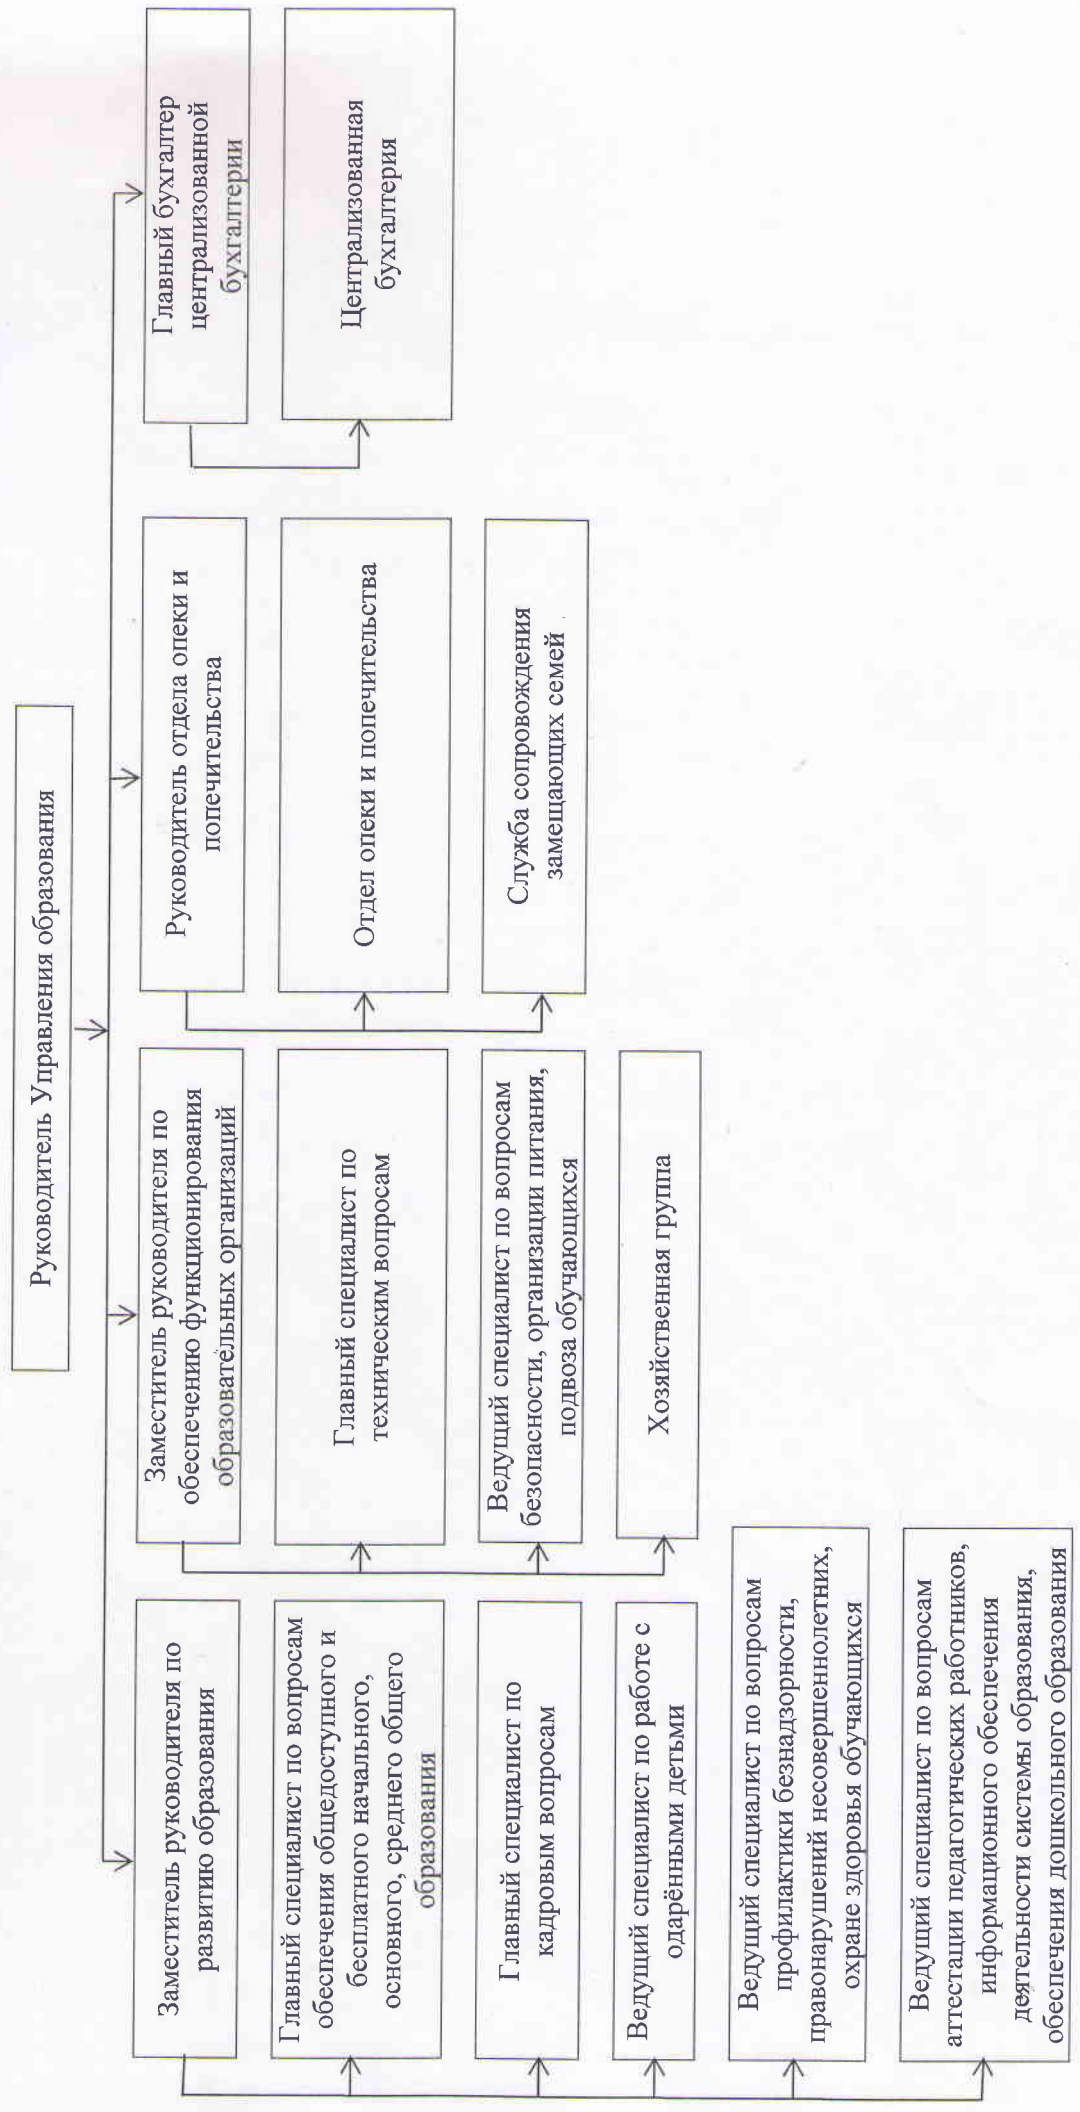 Руководитель Управления образования
Заместитель руководителя по
развитию образования
Главный специалист по вопросам
обеспечения общедоступного и
бесплатного начального,
основного, среднего общего
образования
Главный специалист по
кадровым вопросам
Ведущий специалист по работе с
одарёнными детьми
Ведущий специалист по вопросам
профилактики безнадзорности,
правонарушений несовершеннолетних,
охране здоровья обучающихся
Ведущий специалист по вопросам
аттестации педагогических работников,
информационного обеспечения
деятельности системы образования,
обеспечения дошкольного образования
Заместитель руководителя по
обеспечению функционирования
образовательных организаций
Главный специалист по
техническим вопросам
Ведущий специалист по вопросам
безопасности, организации питания,
подвоза обучающихся
Хозяйственная группа
Руководитель отдела опеки и
попечительства
Отдел опеки и попечительства
Служба сопровождения
замещающих семей
Главный бухгалтер
централизованной
бухгалтерии
Централизованная
бухгалтерия